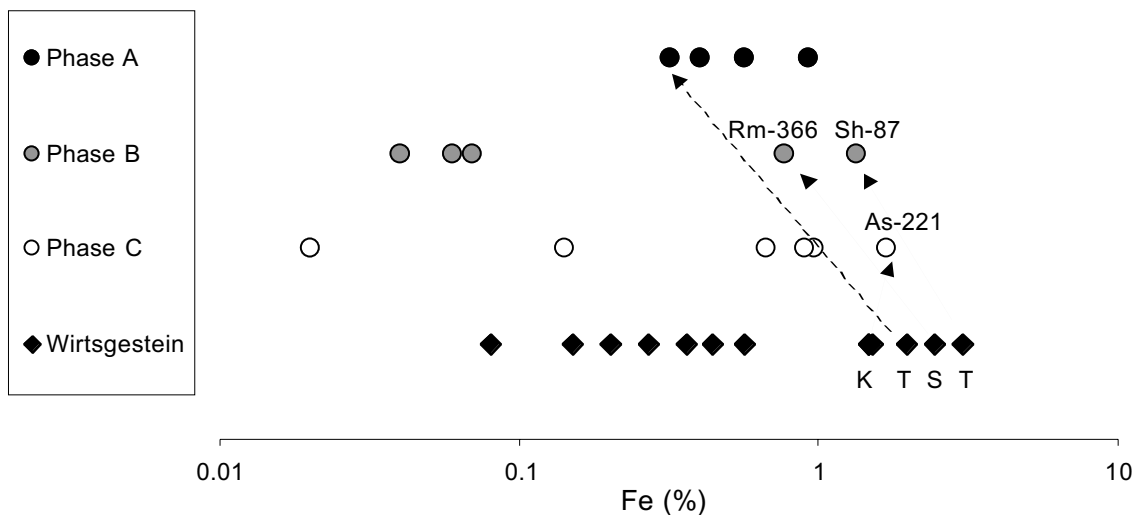 Phase A
Rm-366 Sh-87
Phase B
As-221
Phase C
Wirtsgestein
K T S T
0.01 0.1 1 10
Fe (%)